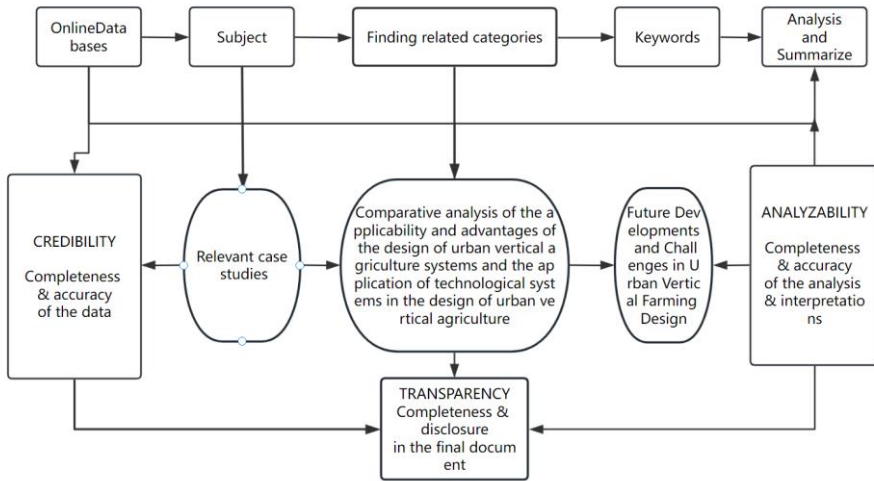 OnlineData
bases
Subject
Finding related categories
Keywords
Analysis
and
Summarize
CREDIBILITY
Completeness
& accuracy
of the data
Relevant case
studies
Comparative analysis of the a
pplicability and advantages of
the design of urban vertical a
griculture systems and the ap
plication of technological syst
ems in the design of urban ve
rtical agriculture
Future Dev
elopments
and Chall
enges in U
rban Vertic
al Farming
Design
ANALYZABILITY
Completeness
& accuracy
of the analysis
& interpretatio
ns
TRANSPARENCY
Completeness &
disclosure
in the final docum
ent